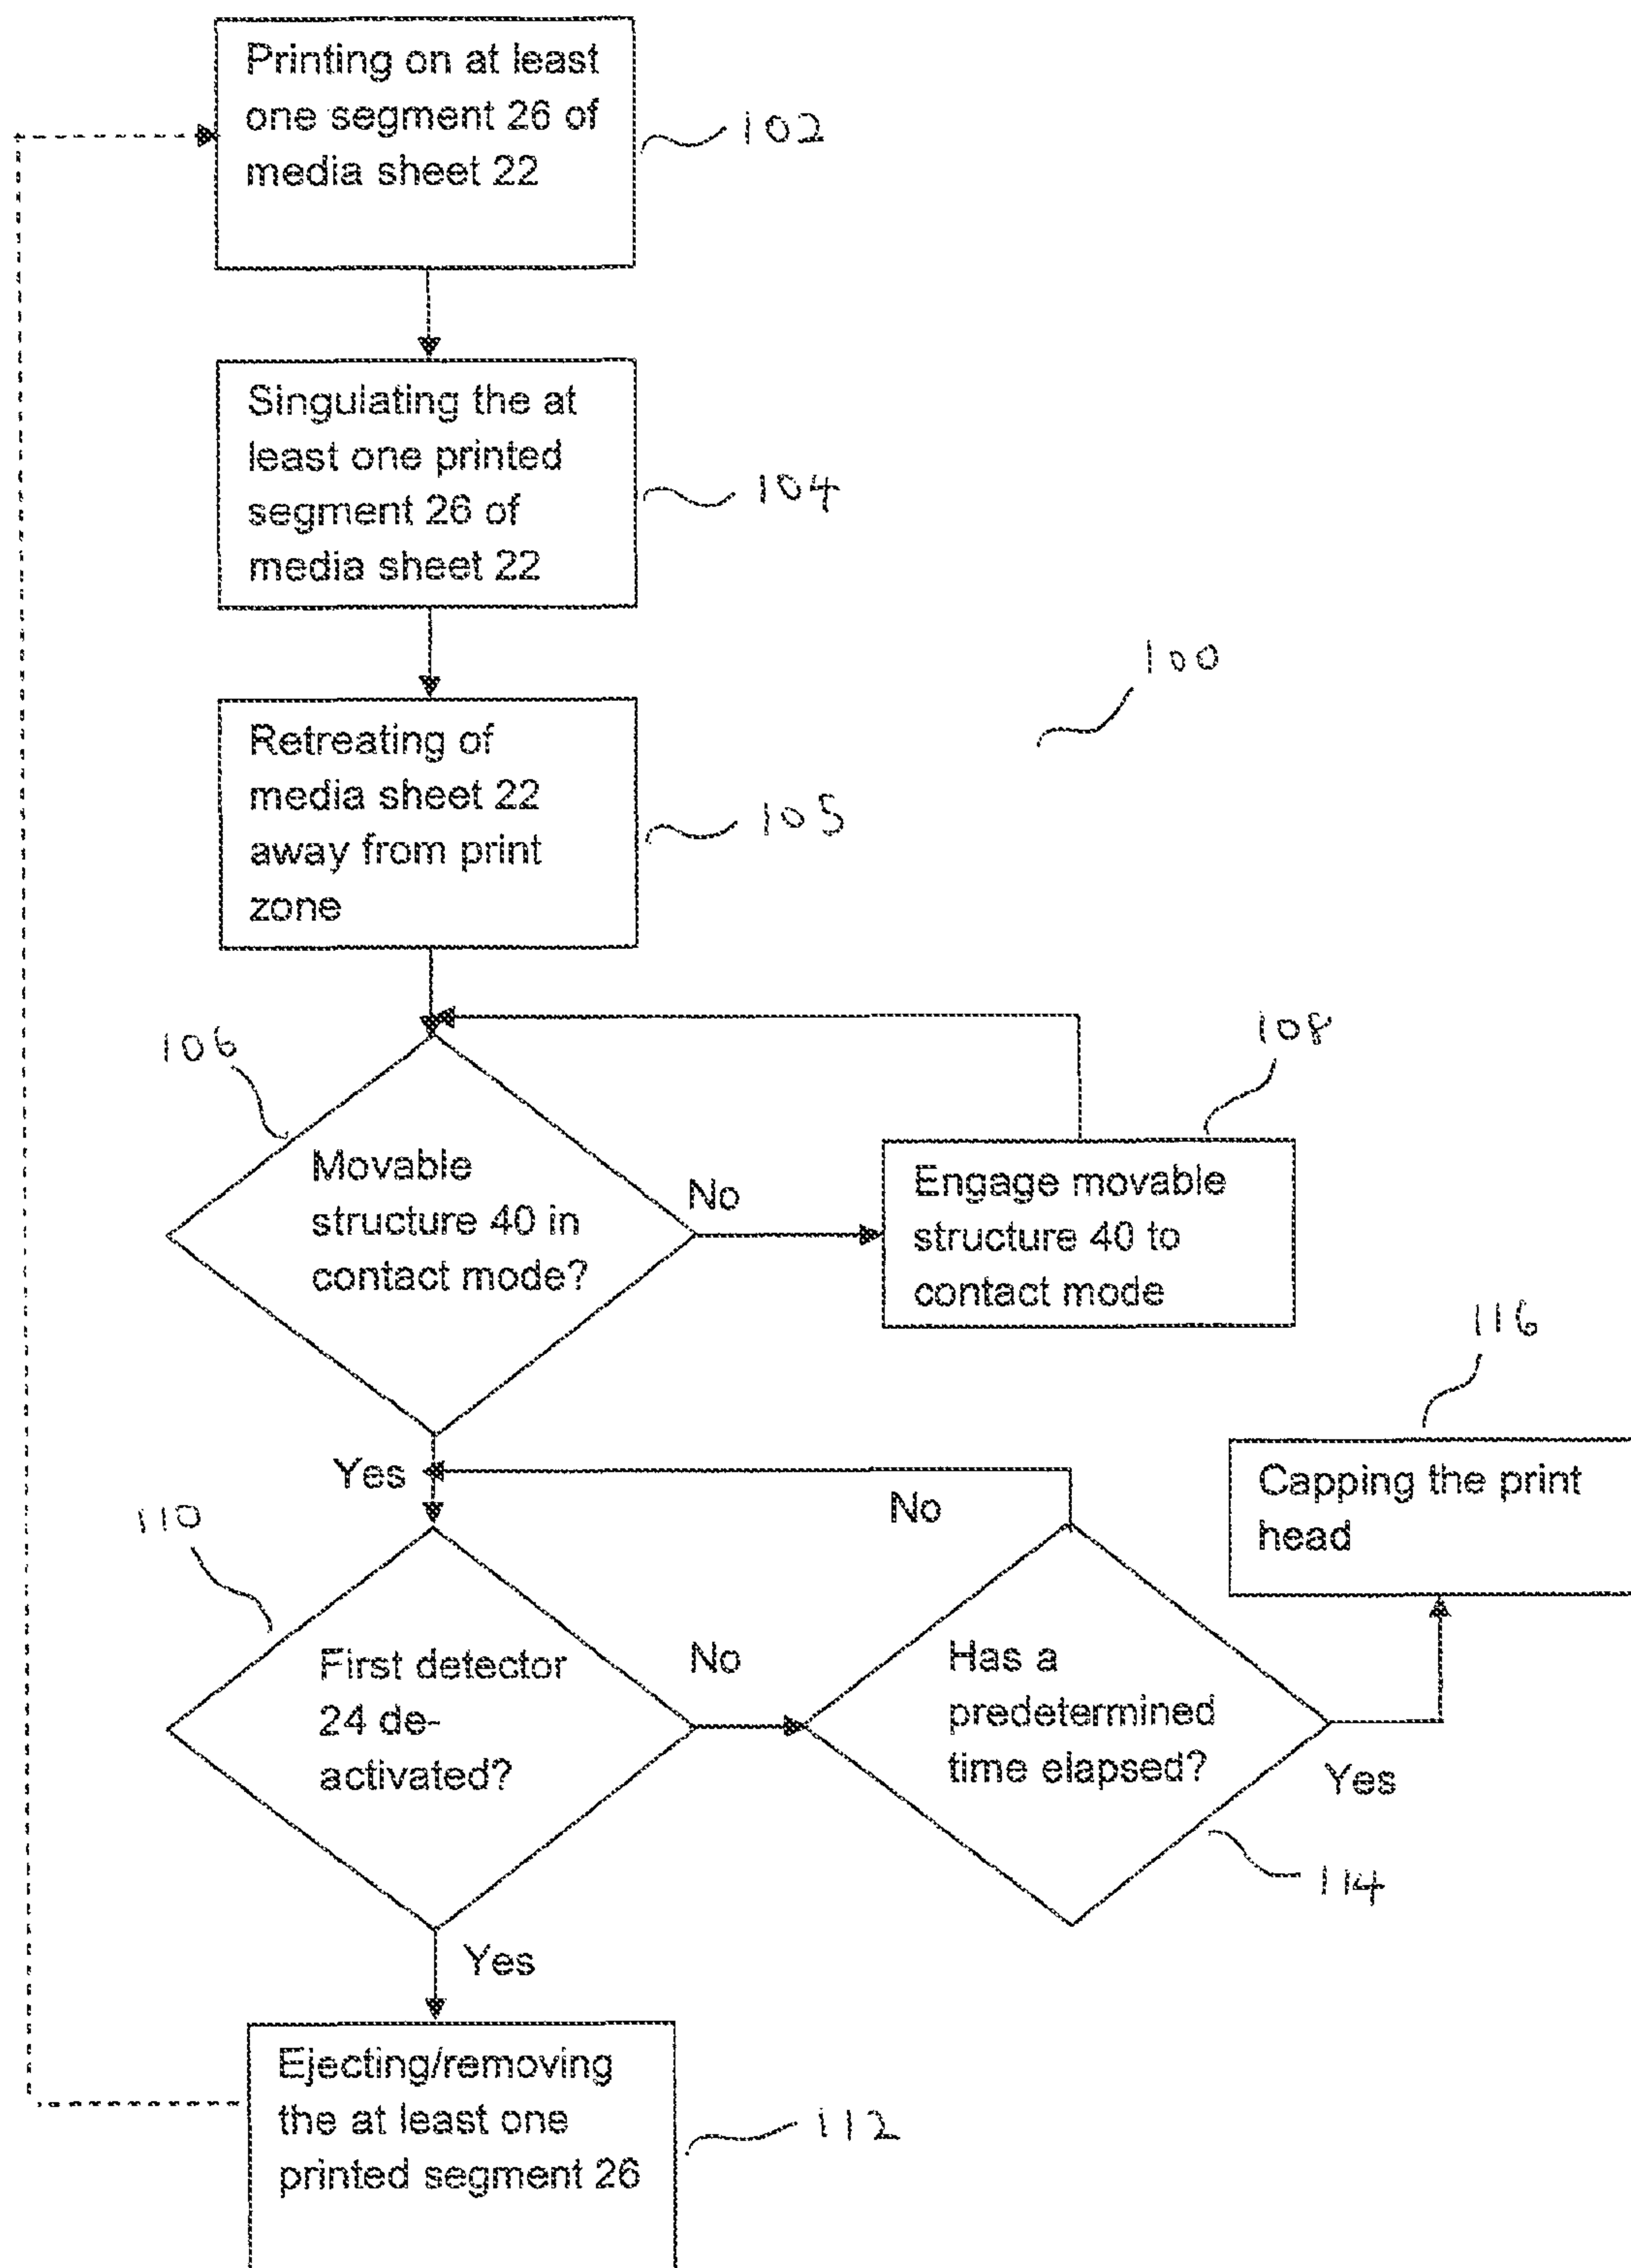 Printing on at least
one segment 26 of
media sheet 22
102
Singulating the at
least one printed
segment 26 of
media sheet 22
104
100
Retreating of
media sheet 22
away from print
zone
105
106
108
Movable
structure 40 in
contact mode?
No
Engage movable
structure 40 to
contact mode
116
Yes
No
Capping the print
head
110
First detector
24 de-
activated?
No
Has a
predetermined
time elapsed?
Yes
114
Yes
Ejecting/removing
the at least one
printed segment 26
112